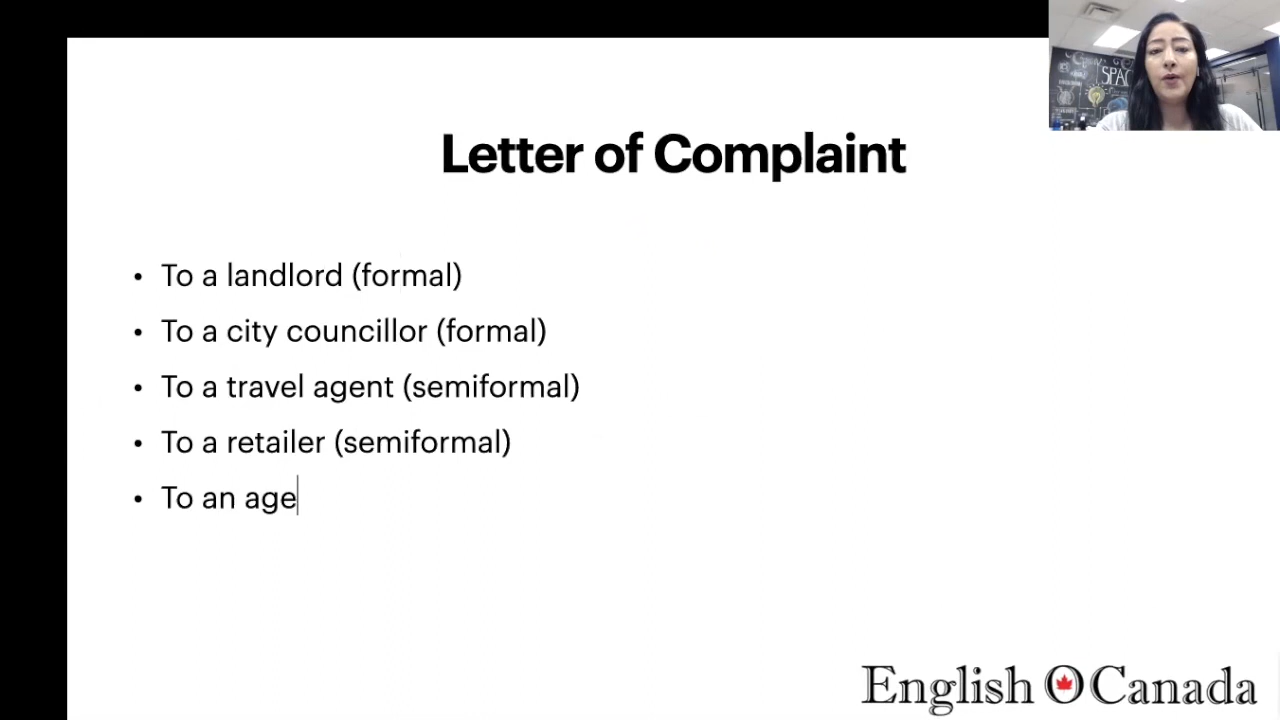 SPAC
Letter of Complaint
• To a landlord (formal)
• To a city councillor (formal)
• To a travel agent (semiformal)
• To a retailer (semiformal)
• To an age
English Canada